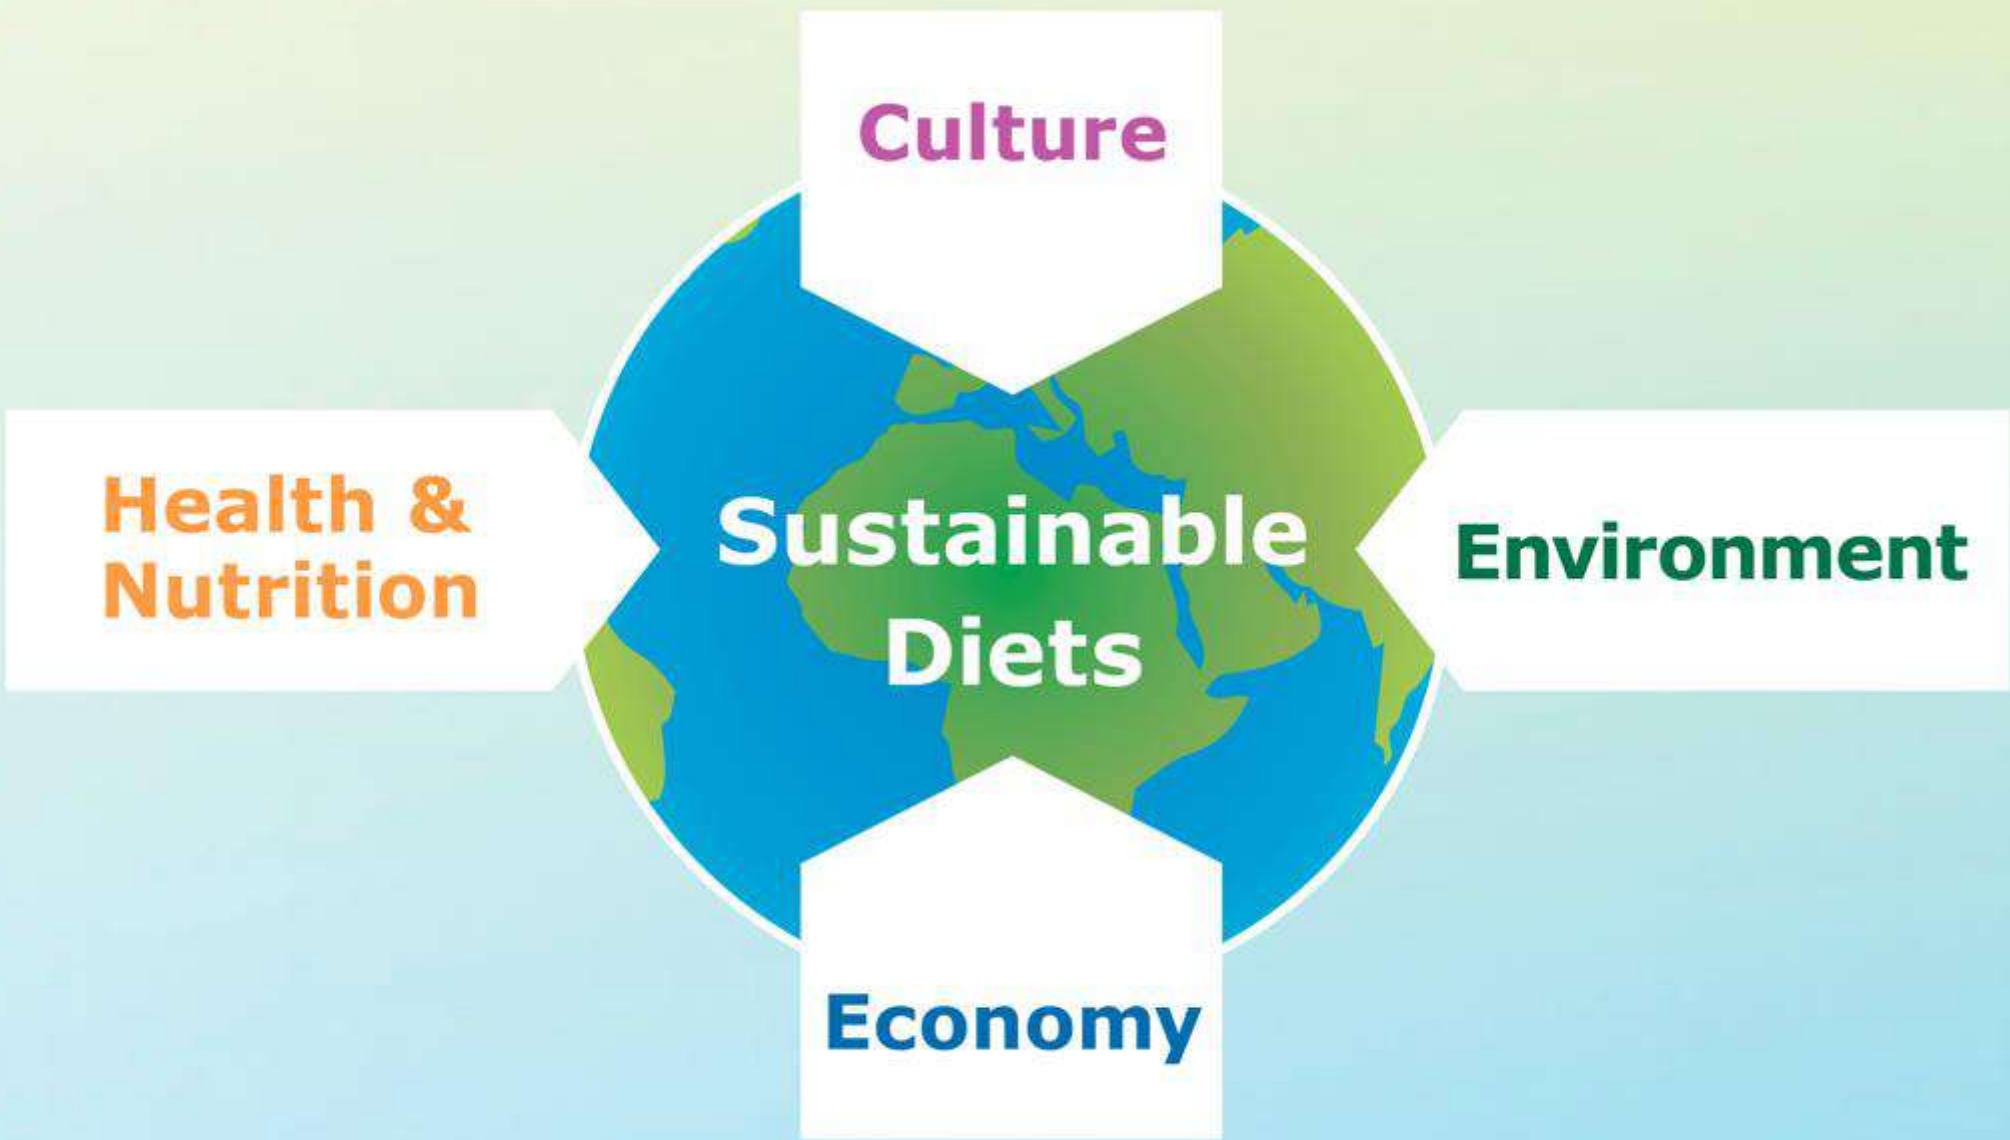 Culture
Health &
Nutrition
Sustainable
Diets
Environment
Economy